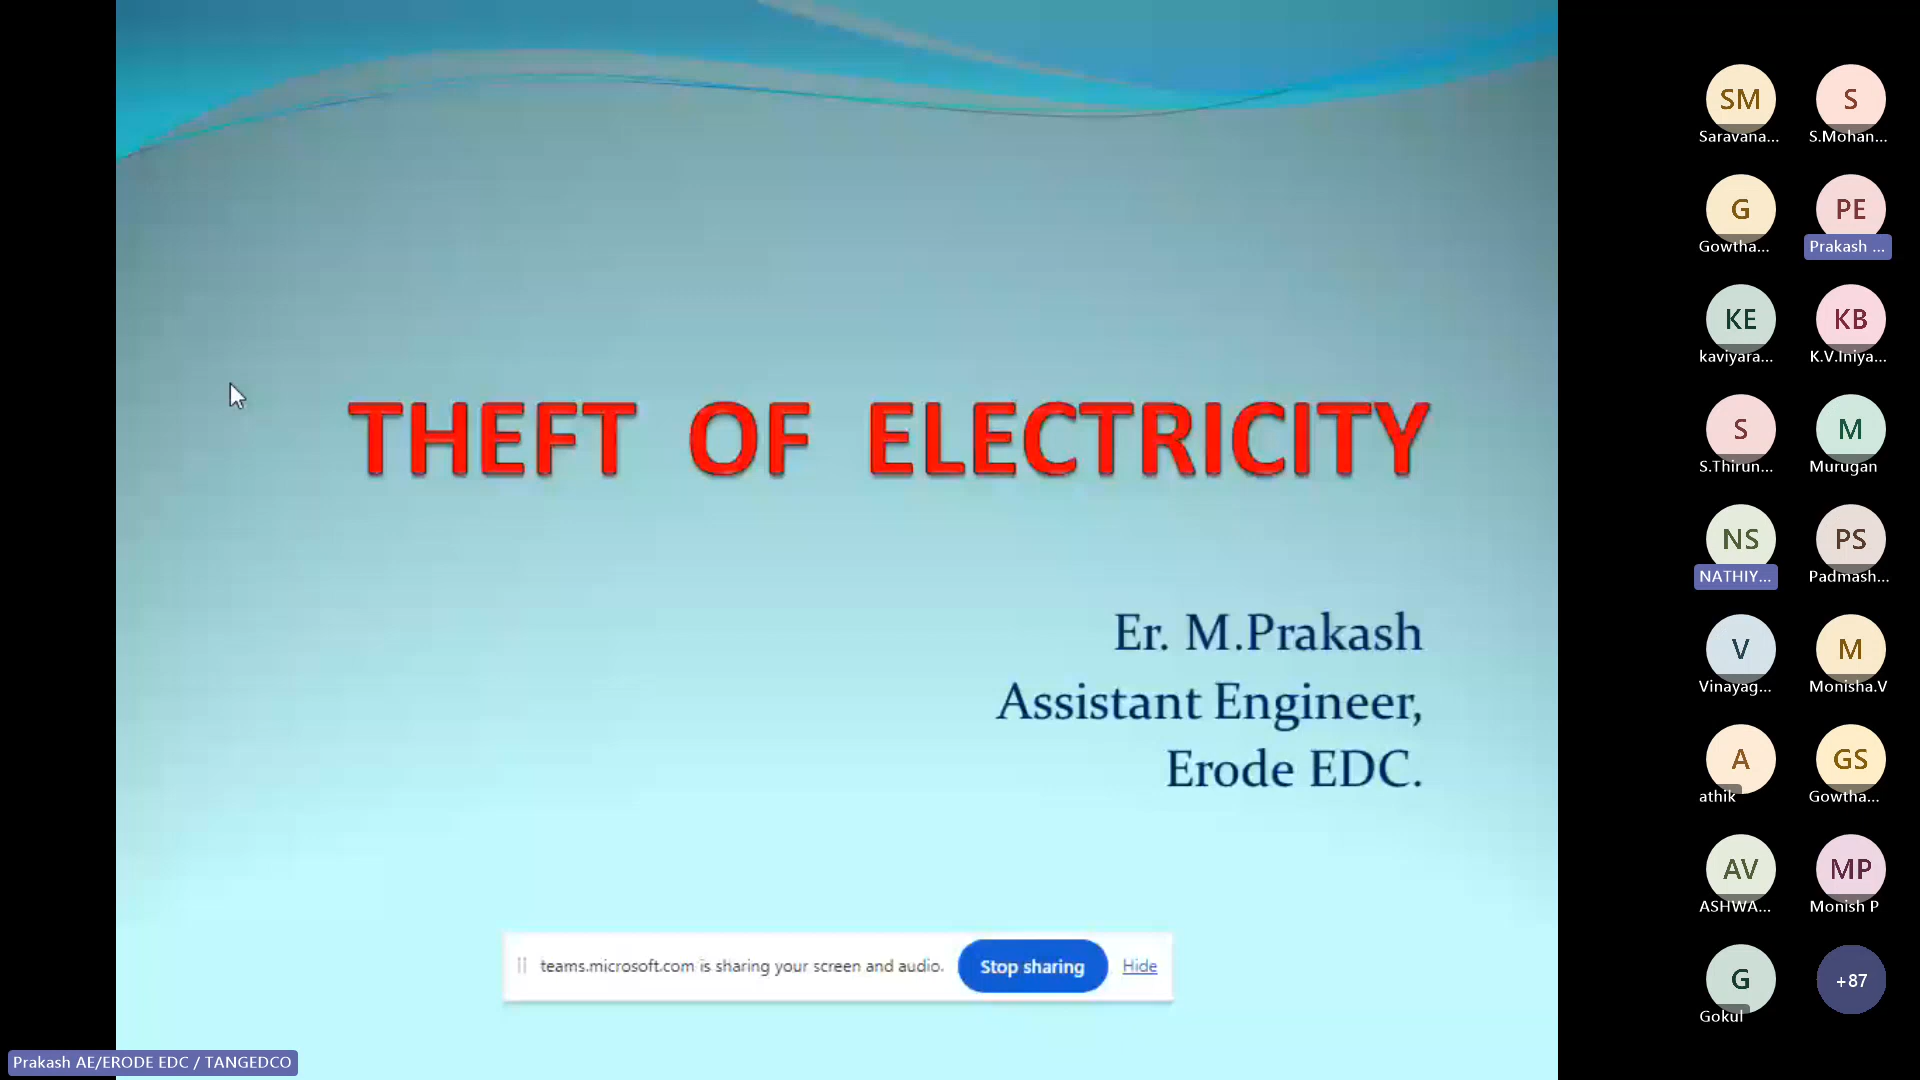 THEFT OF ELECTRICITY
Er. M.Prakash
Assistant Engineer,
Erode EDC.
teams.microsoft.com is sharing your screen and audio. Stop sharing Hide
Prakash AE/ERODE EDC / TANGEDCO
SM S
Saravana... S.Mohan...
G PE
Gowtha... Prakash ...
KE KB
kaviyara... K.V.Iniya...
S M
S.Thirun... Murugan
NS PS
NATHIY... Padmash...
V M
Vinayag... Monisha.V
A GS
athik Gowtha...
AV MP
ASHWA... Monish P
G +87
Gokul